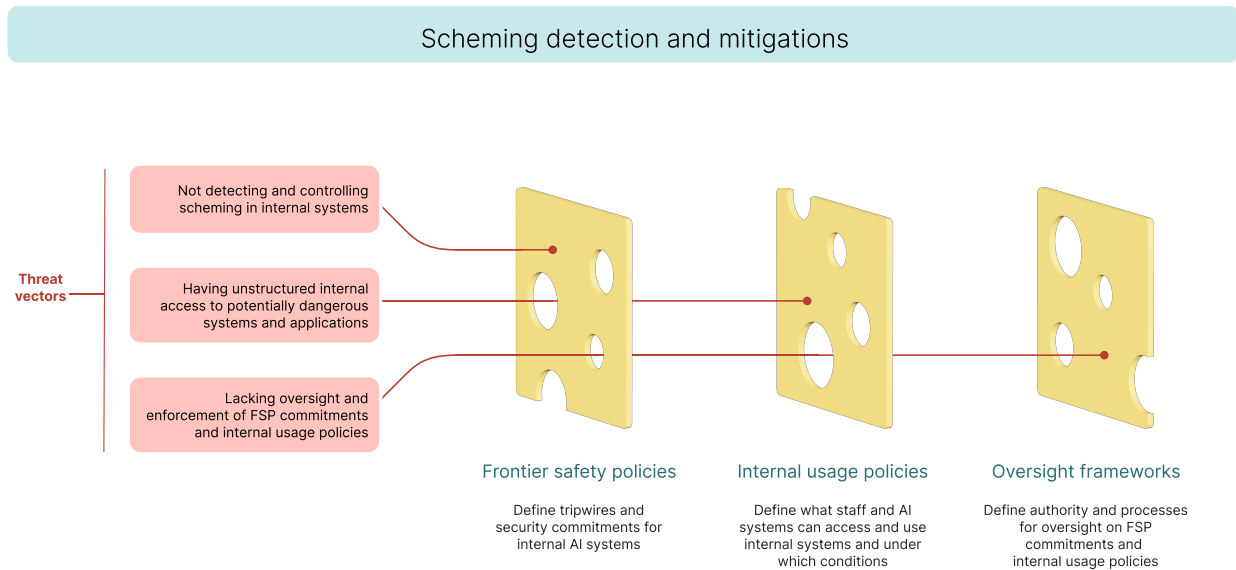 Scheming detection and mitigations
Threat
vectors
Not detecting and controlling
scheming in internal systems
Having unstructured internal
access to potentially dangerous
systems and applications
Lacking oversight and
enforcement of FSP commitments
and internal usage policies
Frontier safety policies
Define tripwires and
security commitments for
internal AI systems
Internal usage policies
Define what staff and AI
systems can access and use
internal systems and under
which conditions
Oversight frameworks
Define authority and processes
for oversight on FSP
commitments and
internal usage policies